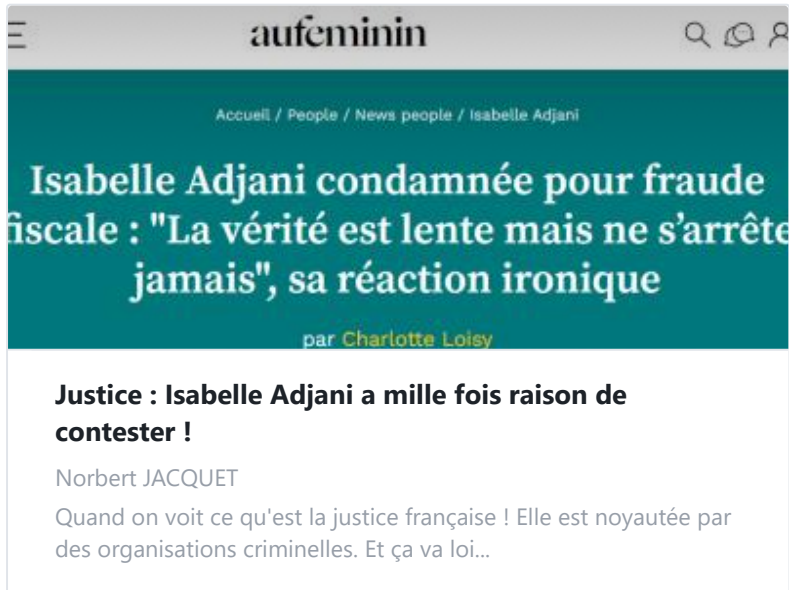 aufeminin
Accueil / People / News people / Isabelle Adjani
Isabelle Adjani condamnée pour fraude
fiscale : "La vérité est lente mais ne s’arrête
jamais", sa réaction ironique
par Charlotte Loisy
Justice : Isabelle Adjani a mille fois raison de
contester !
Norbert JACQUET
Quand on voit ce qu'est la justice française ! Elle est noyautée par
des organisations criminelles. Et ça va loi...